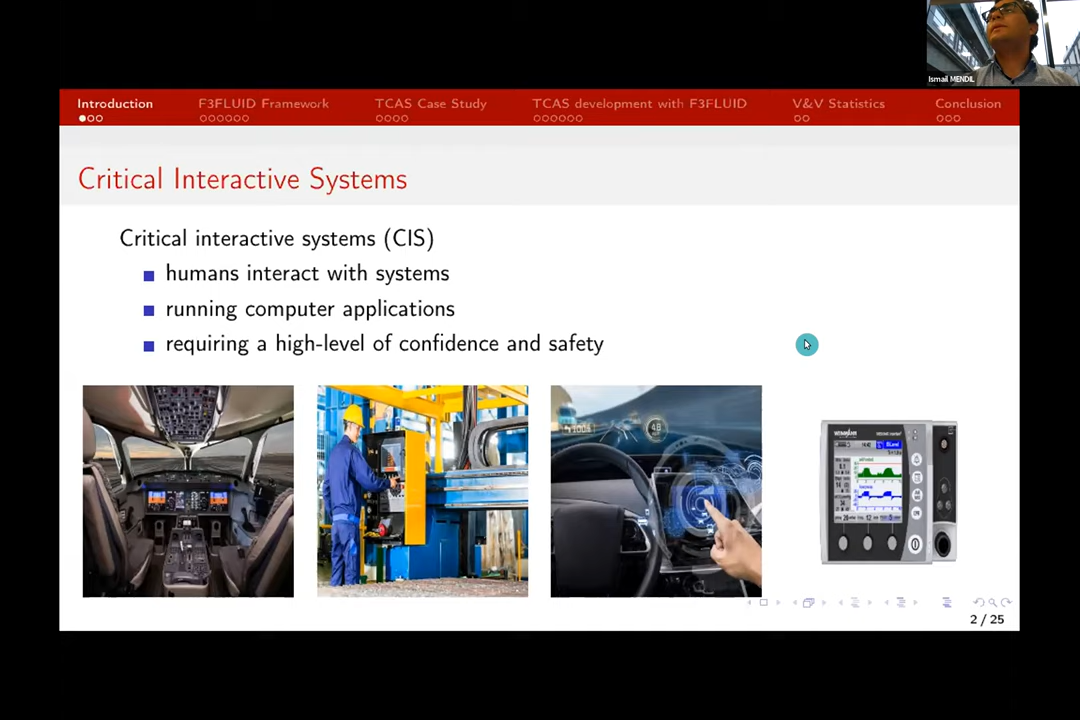 Ismail MENDIL
Introduction
F3FLUID Framework
TCAS Case Study
TCAS development with F3FLUID
V&V Statistics
Conclusion
Critical Interactive Systems
Critical interactive systems (CIS)
humans interact with systems
running computer applications
requiring a high-level of confidence and safety
2 / 25